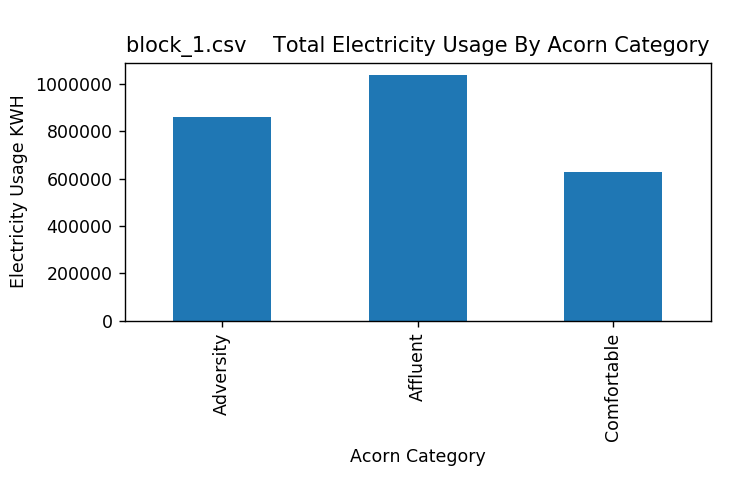 block_1.csv    Total Electricity Usage By Acorn Category
Electricity Usage KWH
1000000
800000
600000
400000
200000
0
Adversity
Affluent
Comfortable
Acorn Category